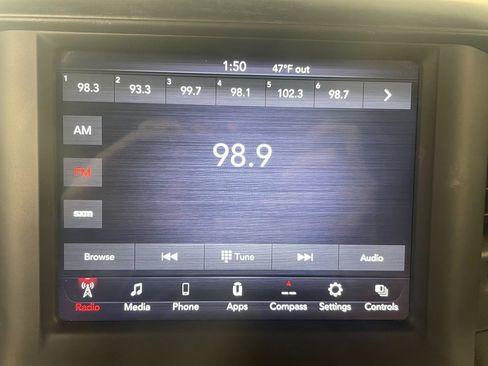 1:50 47°F out
1 98.3 2 93.3 3 99.7 4 98.1 5 102.3 6 98.7
AM
98.9
FM
sxm
Browse Tune Audio
Radio Media Phone Apps Compass Settings Controls